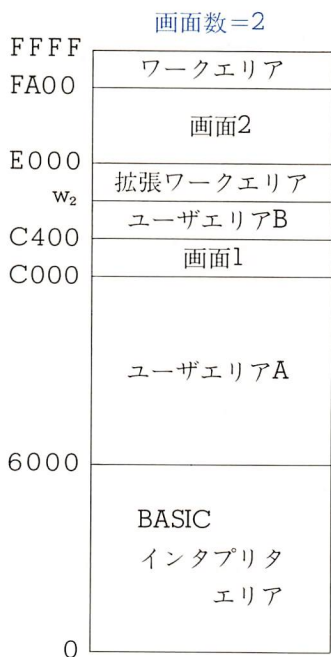 画面数=2
FFFF
ワークエリア
FA00
画面2
E000
拡張ワークエリア
w₂
ユーザエリアB
C400
画面1
C000
ユーザエリアA
6000
BASIC
インタプリタ
エリア
0